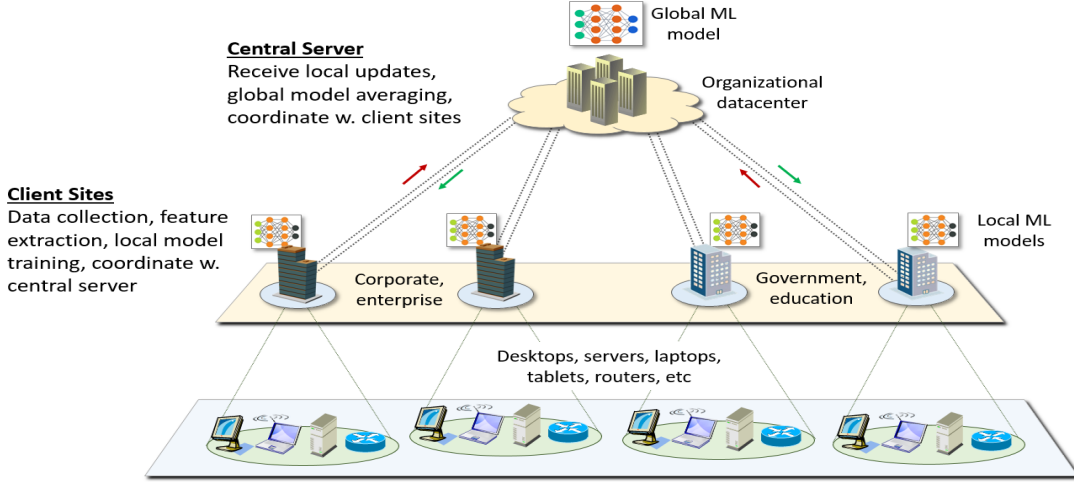 Global ML
model
Central Server
Receive local updates,
global model averaging,
coordinate w. client sites
Organizational
datacenter
Client Sites
Data collection, feature
extraction, local model
training, coordinate w.
central server
Local ML
models
Corporate,
enterprise
Government,
education
Desktops, servers, laptops,
tablets, routers, etc